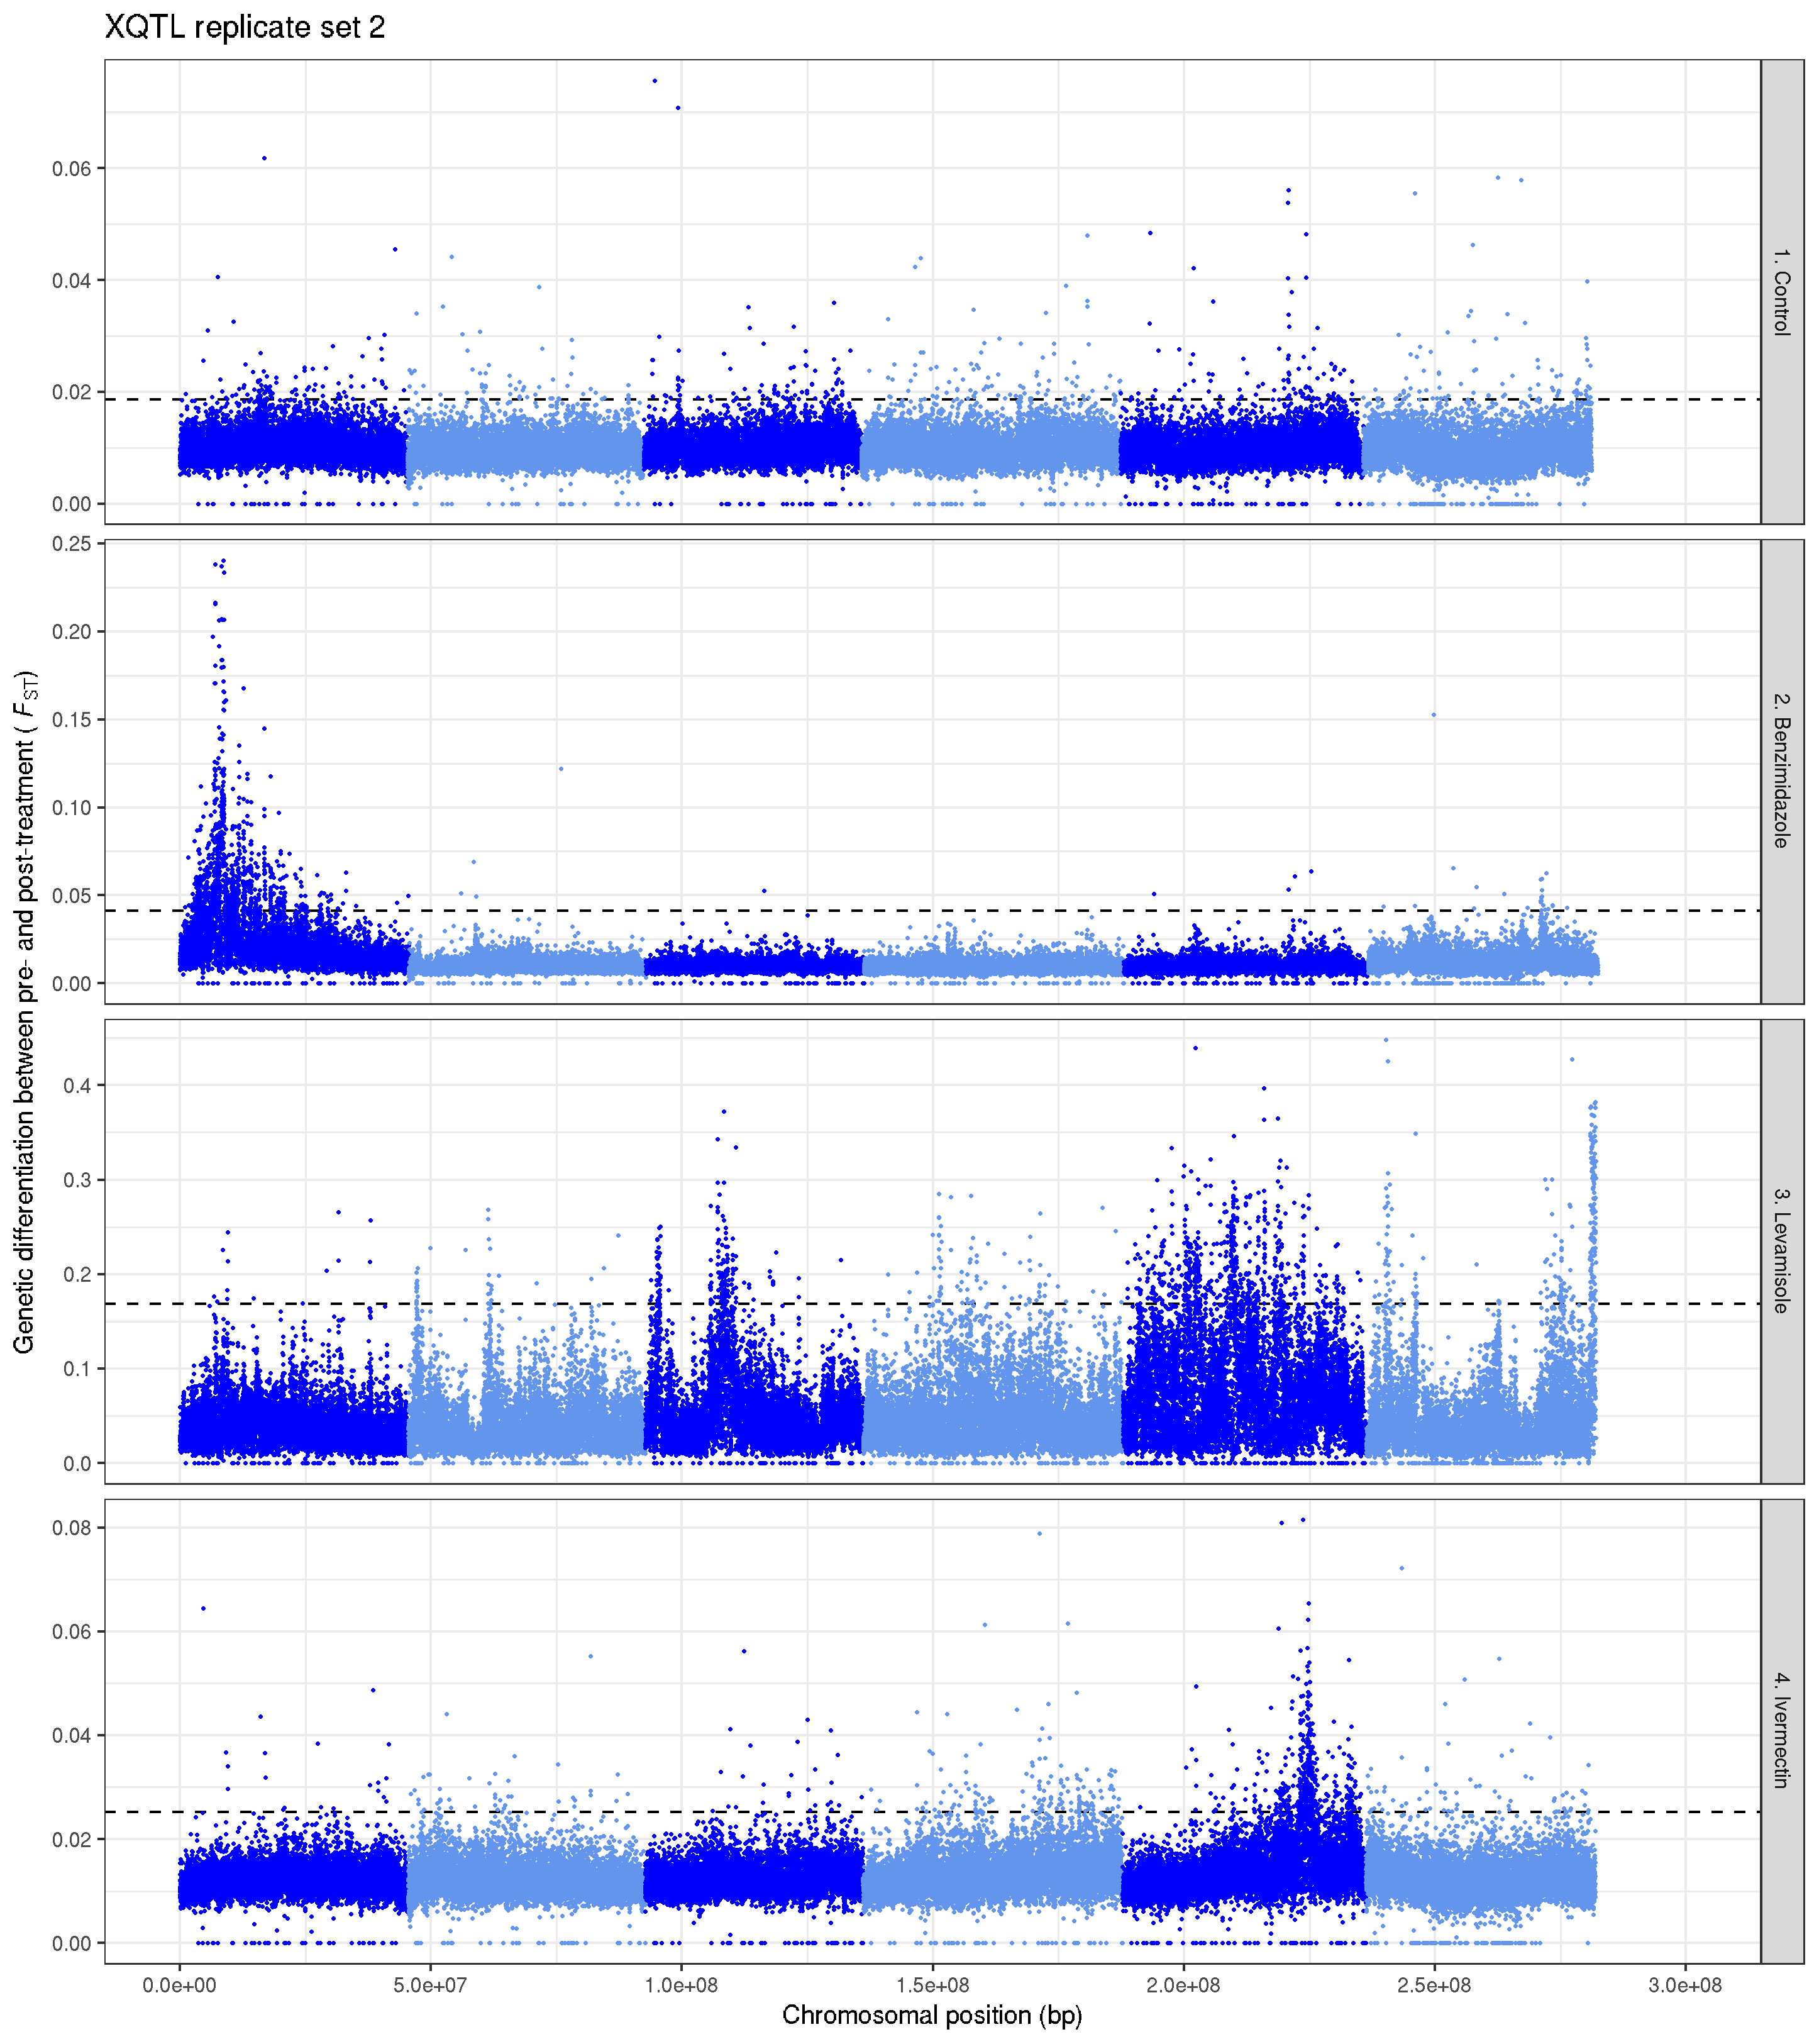 XQTL replicate set 2
Genetic differentiation between pre- and post-treatment ( FST)
0.06
0.04
0.02
0.00
1. Control
0.25
0.20
0.15
0.10
0.05
0.00
2. Benzimidazole
0.4
0.3
0.2
0.1
0.0
3. Levamisole
0.08
0.06
0.04
0.02
0.00
4. Ivermectin
0.0e+00 5.0e+07 1.0e+08 1.5e+08 2.0e+08 2.5e+08 3.0e+08
Chromosomal position (bp)